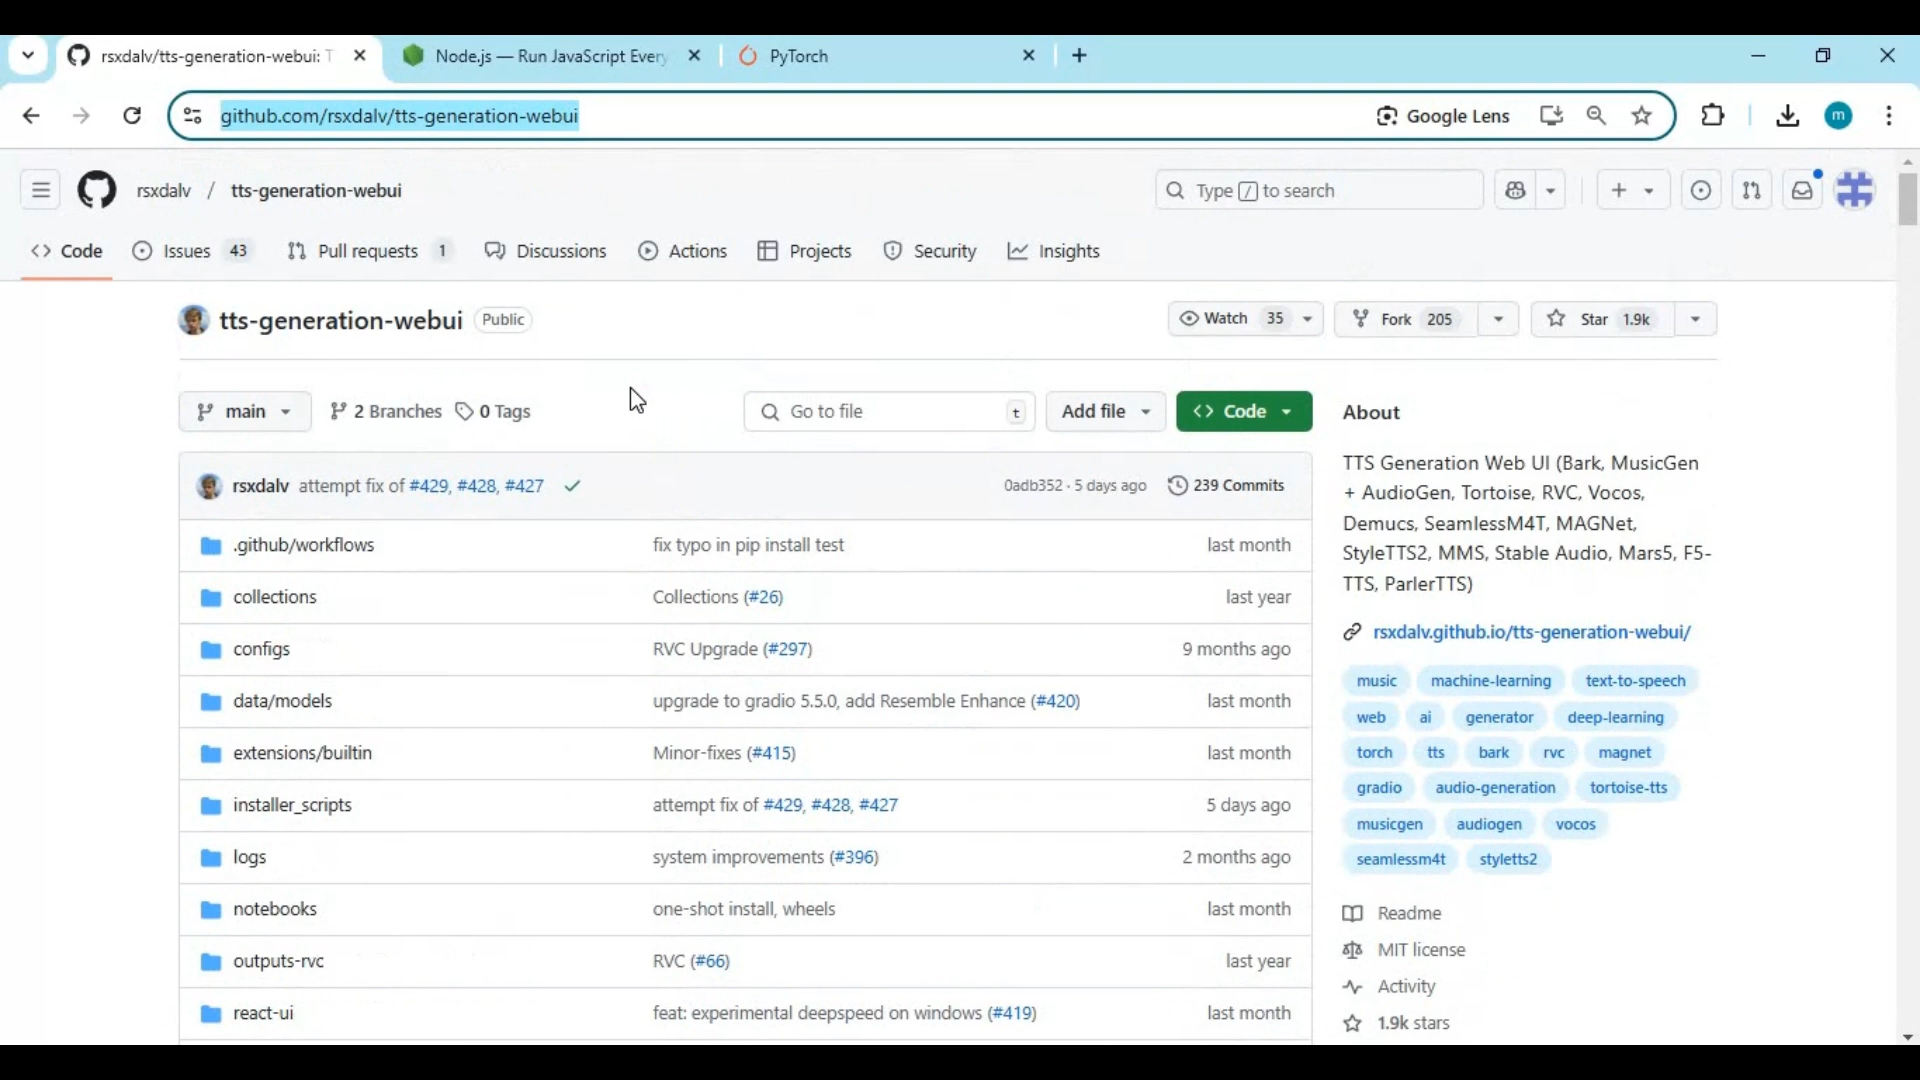 rsxdalv/tts-generation-webui: T
Node.js — Run JavaScript Every
PyTorch
github.com/rsxdalv/tts-generation-webui
Google Lens
m
rsxdalv / tts-generation-webui
Type / to search
Code
Issues 43
Pull requests 1
Discussions
Actions
Projects
Security
Insights
tts-generation-webui Public
Watch 35
Fork 205
Star 1.9k
main
2 Branches
0 Tags
Go to file t
Add file
Code
rsxdalv attempt fix of #429, #428, #427 0adb352 · 5 days ago 239 Commits
.github/workflows fix typo in pip install test last month
collections Collections (#26) last year
configs RVC Upgrade (#297) 9 months ago
data/models upgrade to gradio 5.5.0, add Resemble Enhance (#420) last month
extensions/builtin Minor-fixes (#415) last month
installer_scripts attempt fix of #429, #428, #427 5 days ago
logs system improvements (#396) 2 months ago
notebooks one-shot install, wheels last month
outputs-rvc RVC (#66) last year
react-ui feat: experimental deepspeed on windows (#419) last month
About
TTS Generation Web UI (Bark, MusicGen
+ AudioGen, Tortoise, RVC, Vocos,
Demucs, SeamlessM4T, MAGNet,
StyleTTS2, MMS, Stable Audio, Mars5, F5-
TTS, ParlerTTS)
rsxdalv.github.io/tts-generation-webui/
music machine-learning text-to-speech
web ai generator deep-learning
torch tts bark rvc magnet
gradio audio-generation tortoise-tts
musicgen audiogen vocos
seamlessm4t styletts2
Readme
MIT license
Activity
1.9k stars